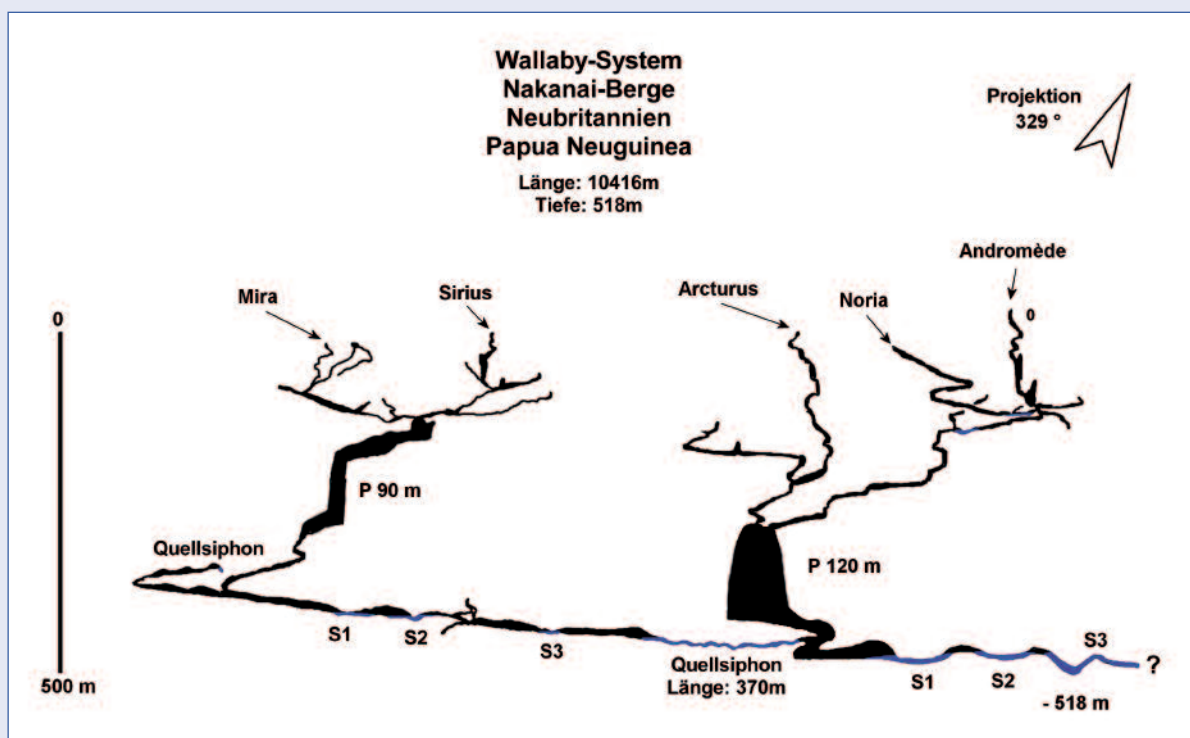 Wallaby-System
Nakanai-Berge
Neubritannien
Papua Neuguinea
Länge: 10416m
Tiefe: 518m
Projektion
329 °
Andromède
Mira
Sirius
Arcturus
Noria
0
0
P 90 m
Quellsiphon
P 120 m
S1
S2
S3
Quellsiphon
Länge: 370m
S1
S2
S3
?
500 m
- 518 m